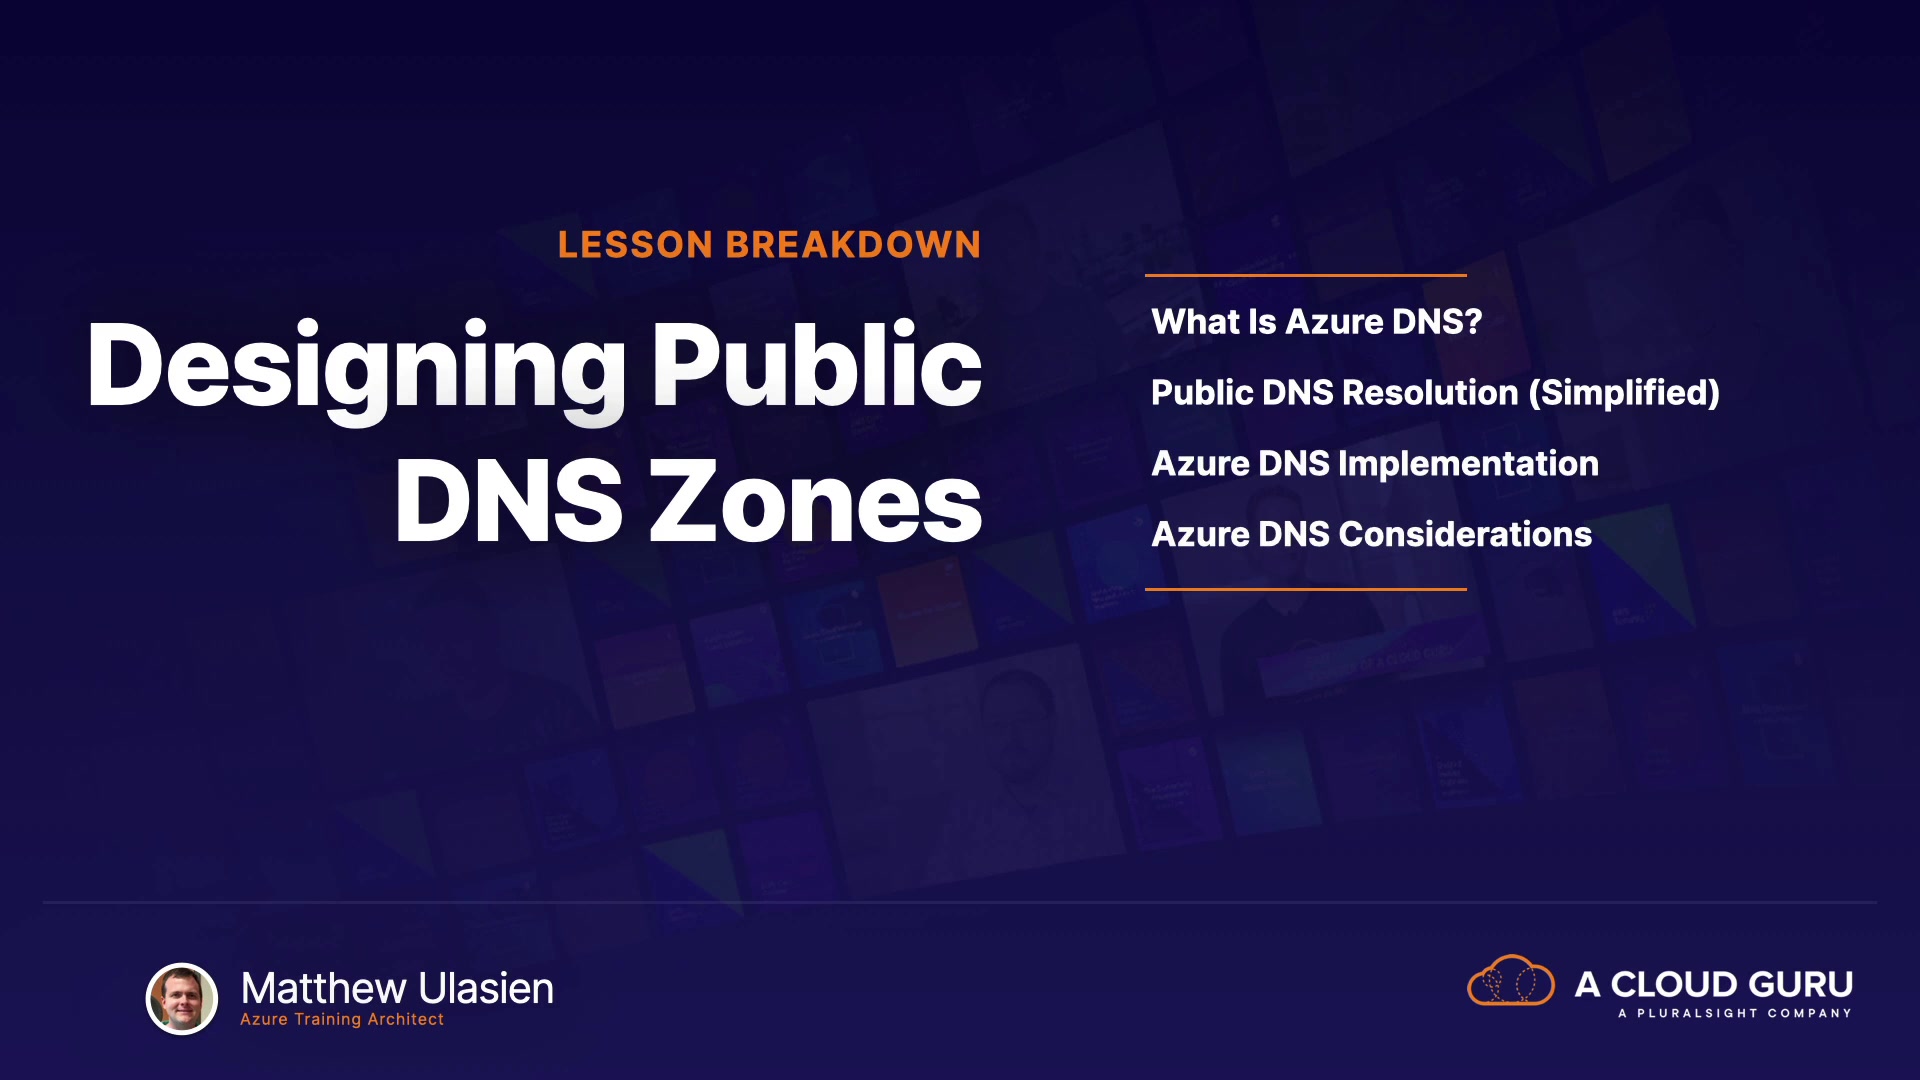 LESSON BREAKDOWN
Designing Public
DNS Zones
What Is Azure DNS?
Public DNS Resolution (Simplified)
Azure DNS Implementation
Azure DNS Considerations
Matthew Ulasien
Azure Training Architect
A CLOUD GURU
A PLURALSIGHT COMPANY